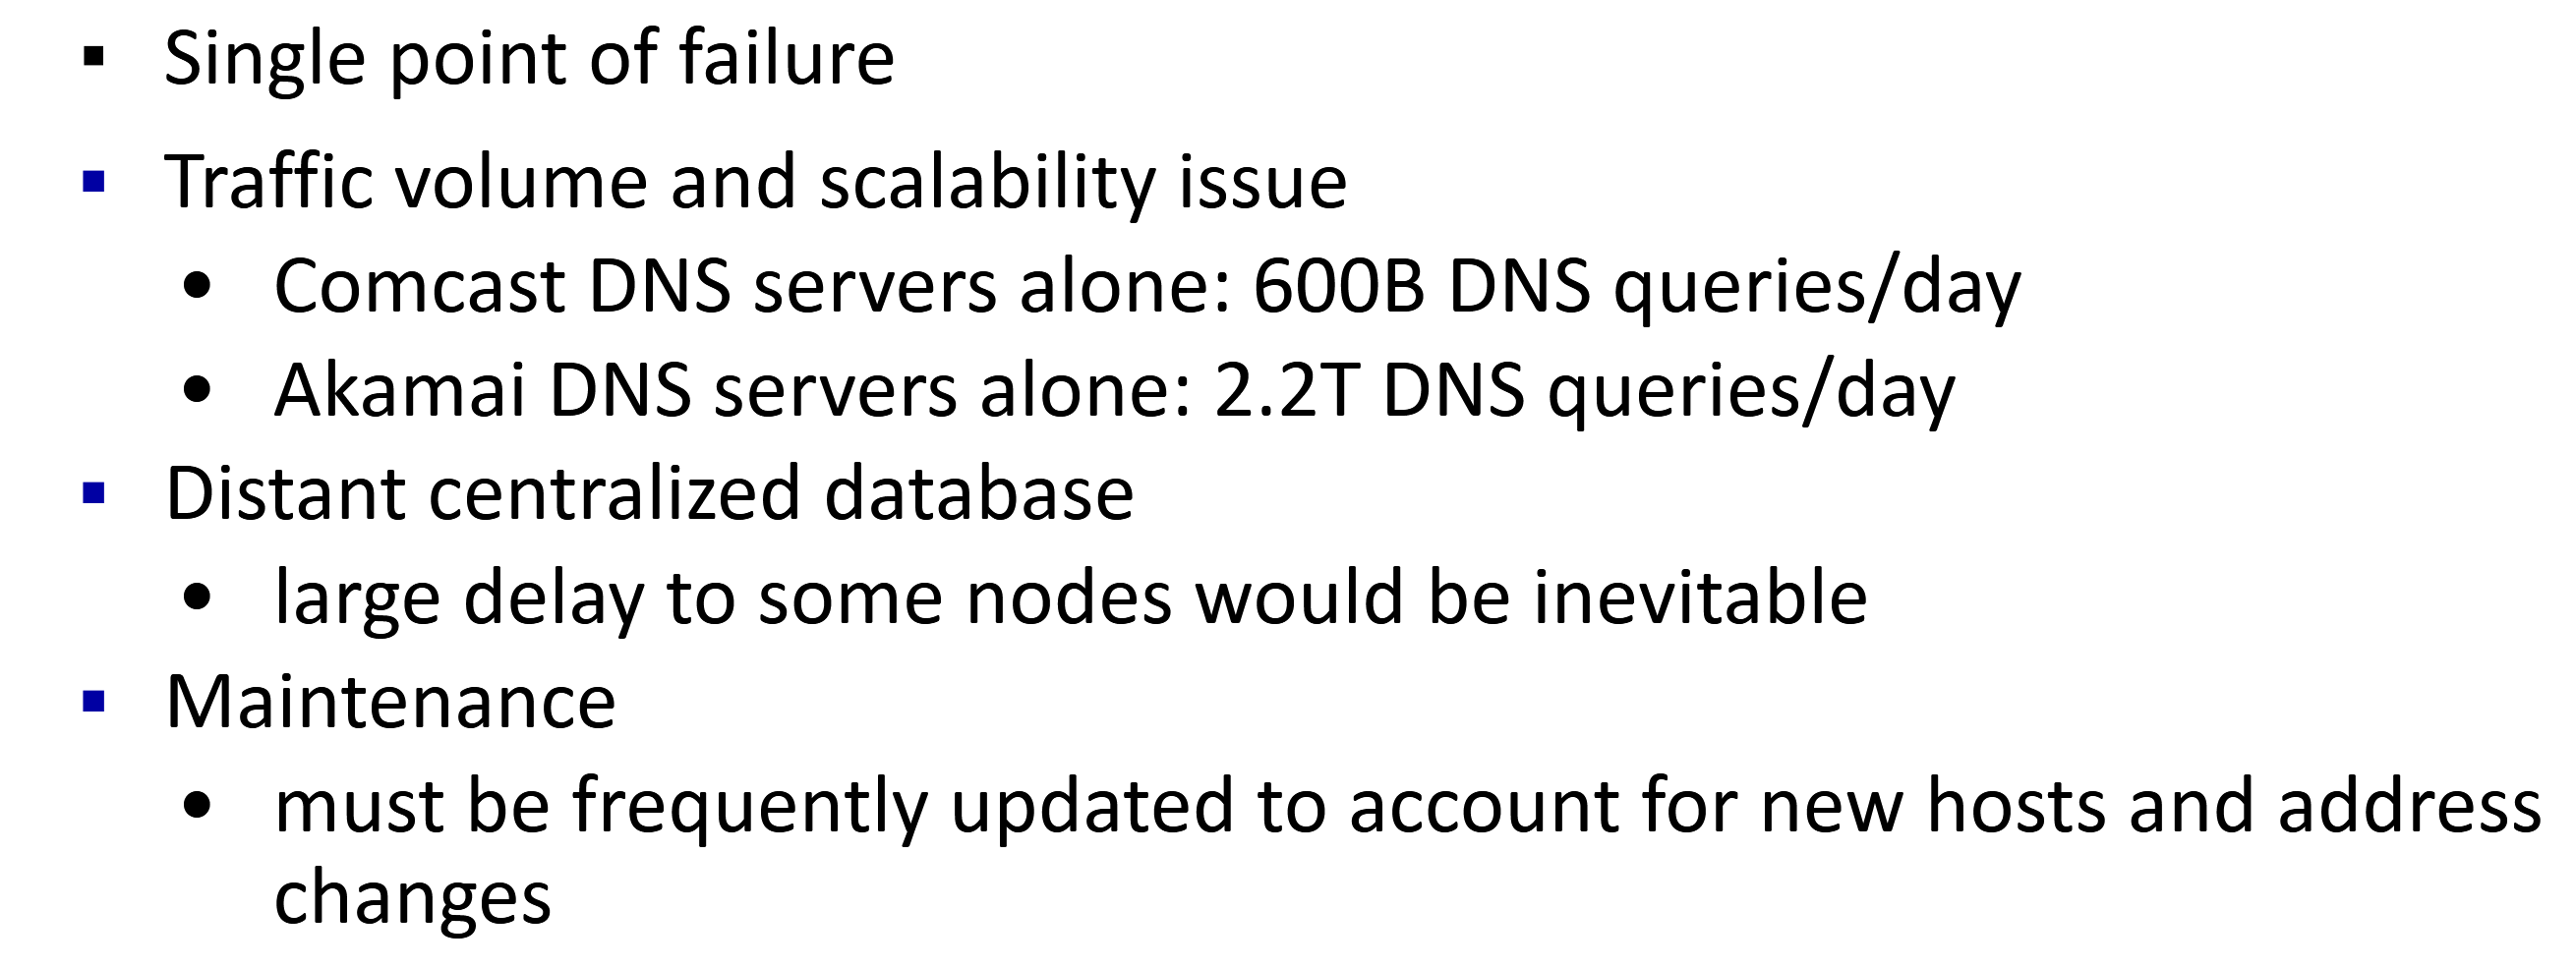 ▪ Single point of failure
▪ Traffic volume and scalability issue
• Comcast DNS servers alone: 600B DNS queries/day
• Akamai DNS servers alone: 2.2T DNS queries/day
▪ Distant centralized database
• large delay to some nodes would be inevitable
▪ Maintenance
• must be frequently updated to account for new hosts and address
changes